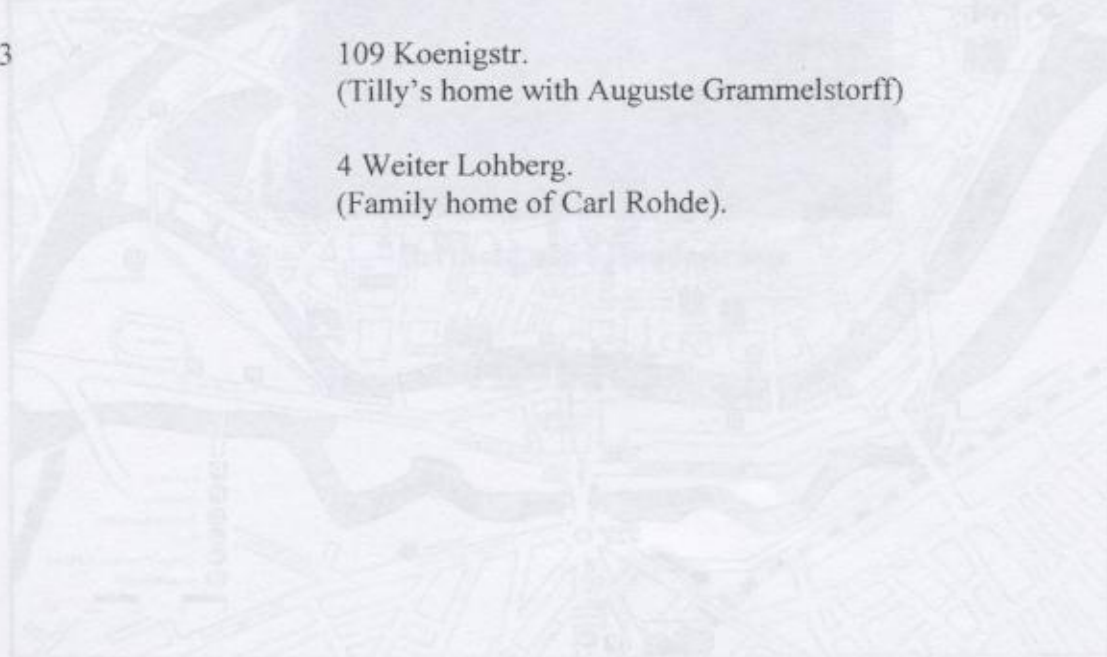 3
109 Koenigstr.
(Tilly's home with Auguste Grammelstorff)
4 Weiter Lohberg.
(Family home of Carl Rohde).